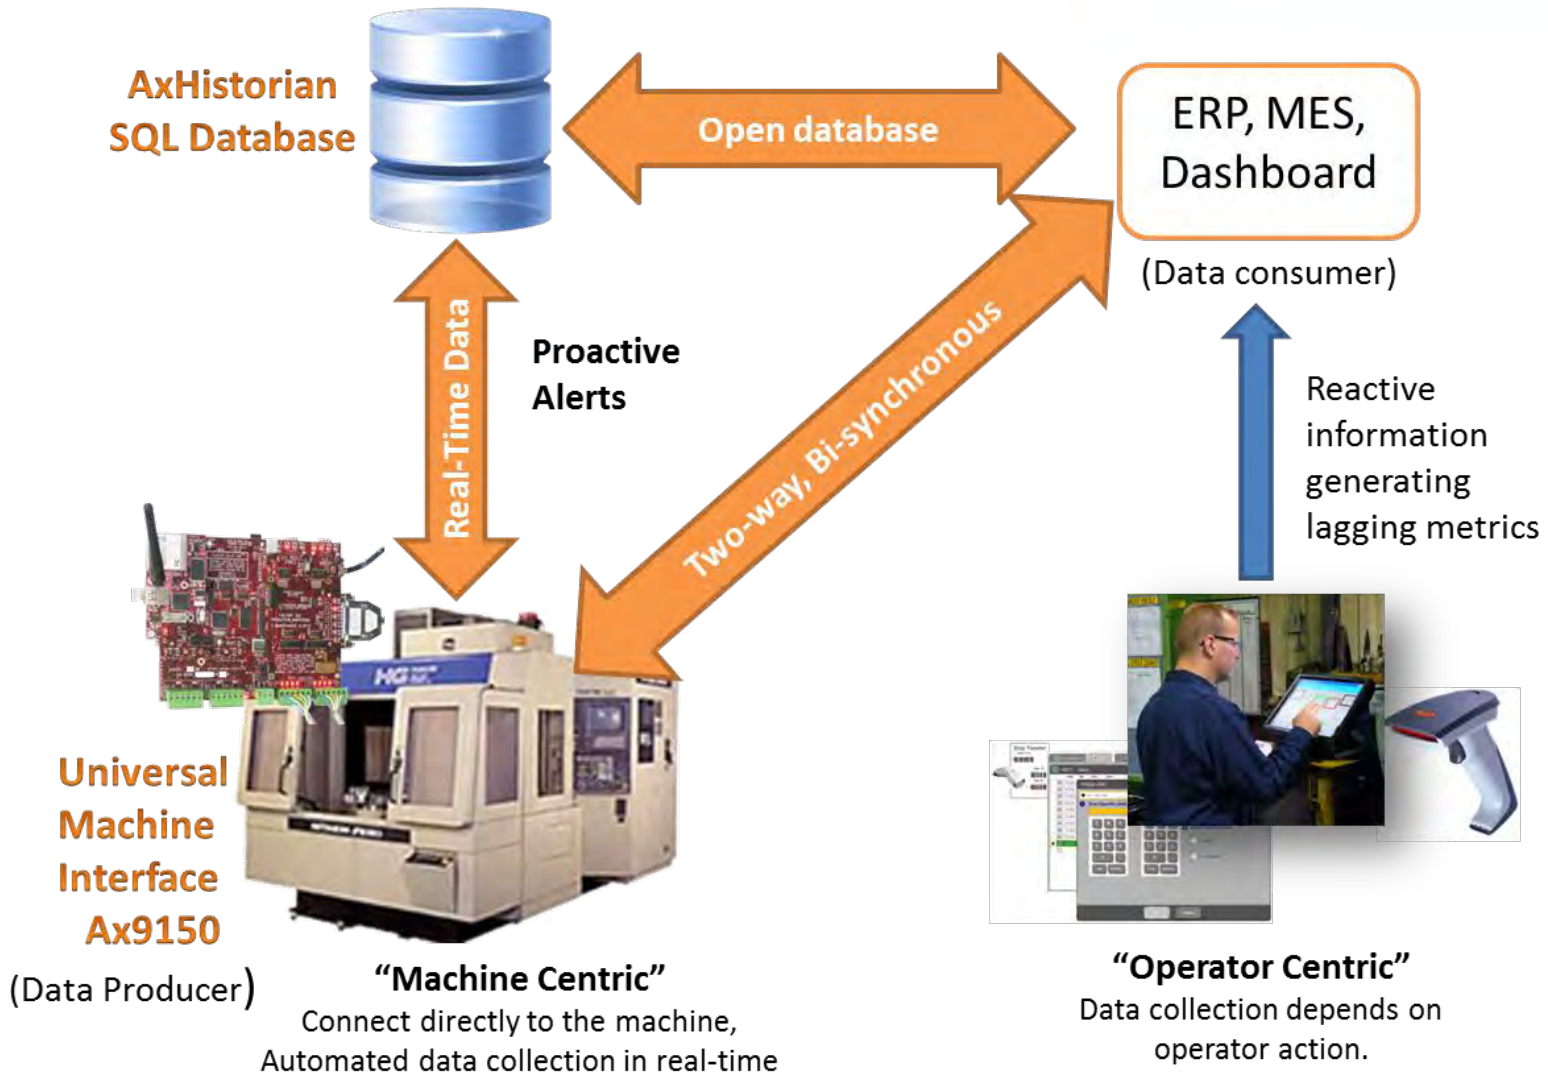 AxHistorian
SQL Database
Open database
ERP, MES,
Dashboard
(Data consumer)
Real-Time Data
Proactive
Alerts
Two-way, Bi-synchronous
Reactive
information
generating
lagging metrics
HG
Universal
Machine
Interface
Ax9150
(Data Producer)
“Machine Centric”
Connect directly to the machine,
Automated data collection in real-time
“Operator Centric”
Data collection depends on
operator action.